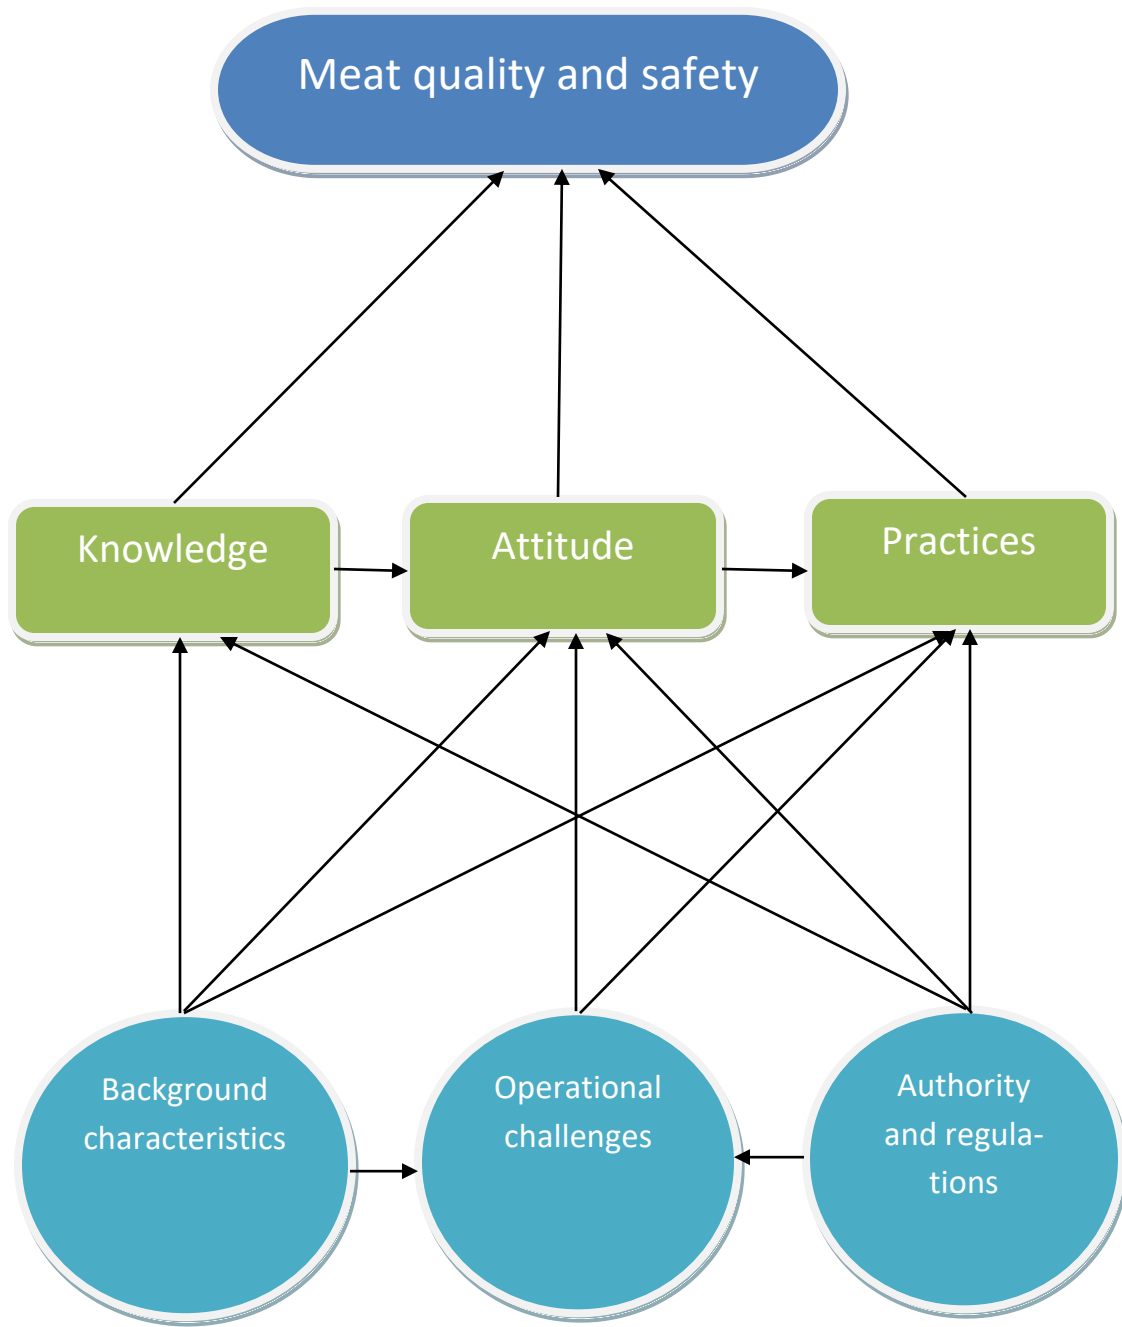 Meat quality and safety
Knowledge
Attitude
Practices
Background
characteristics
Operational
challenges
Authority
and regula-
tions